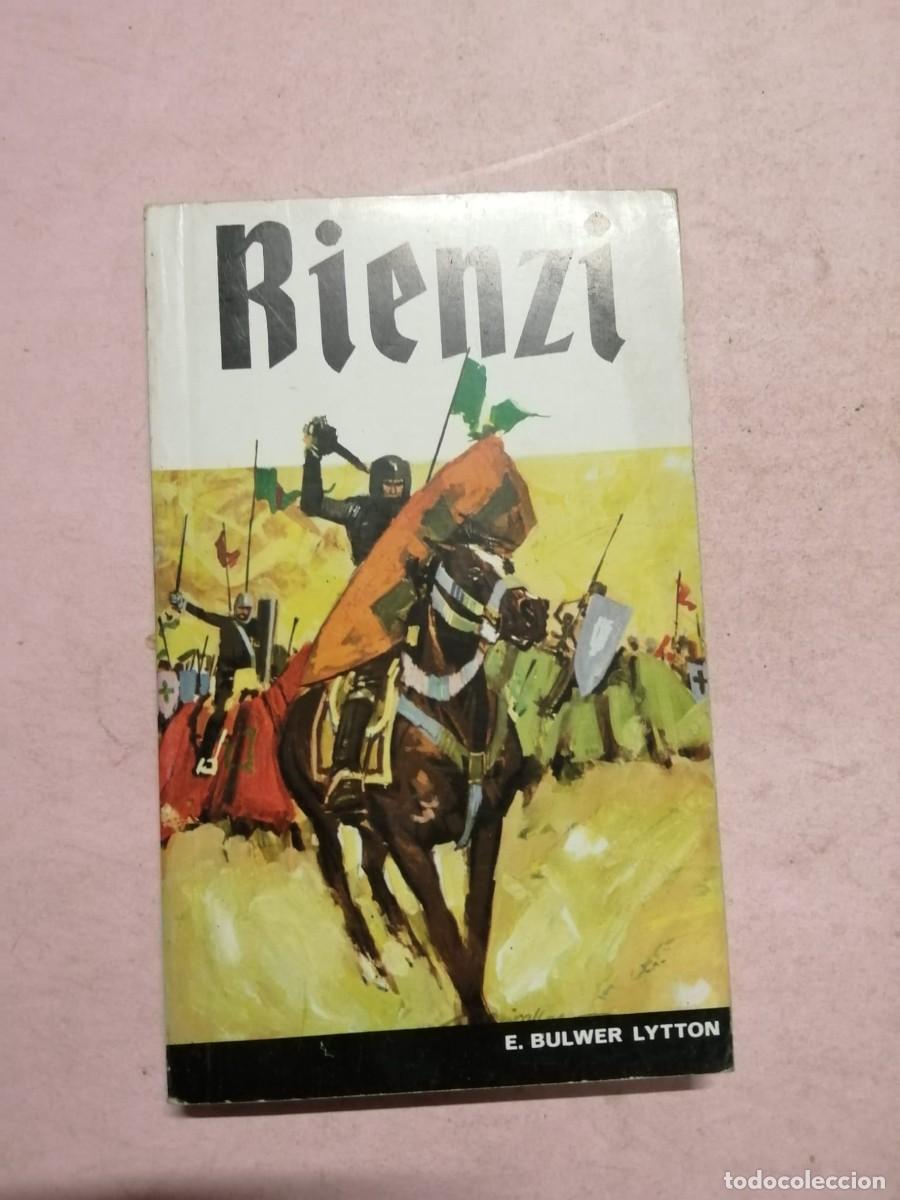 Rienzi
E. BULWER LYTTON
todocoleccion